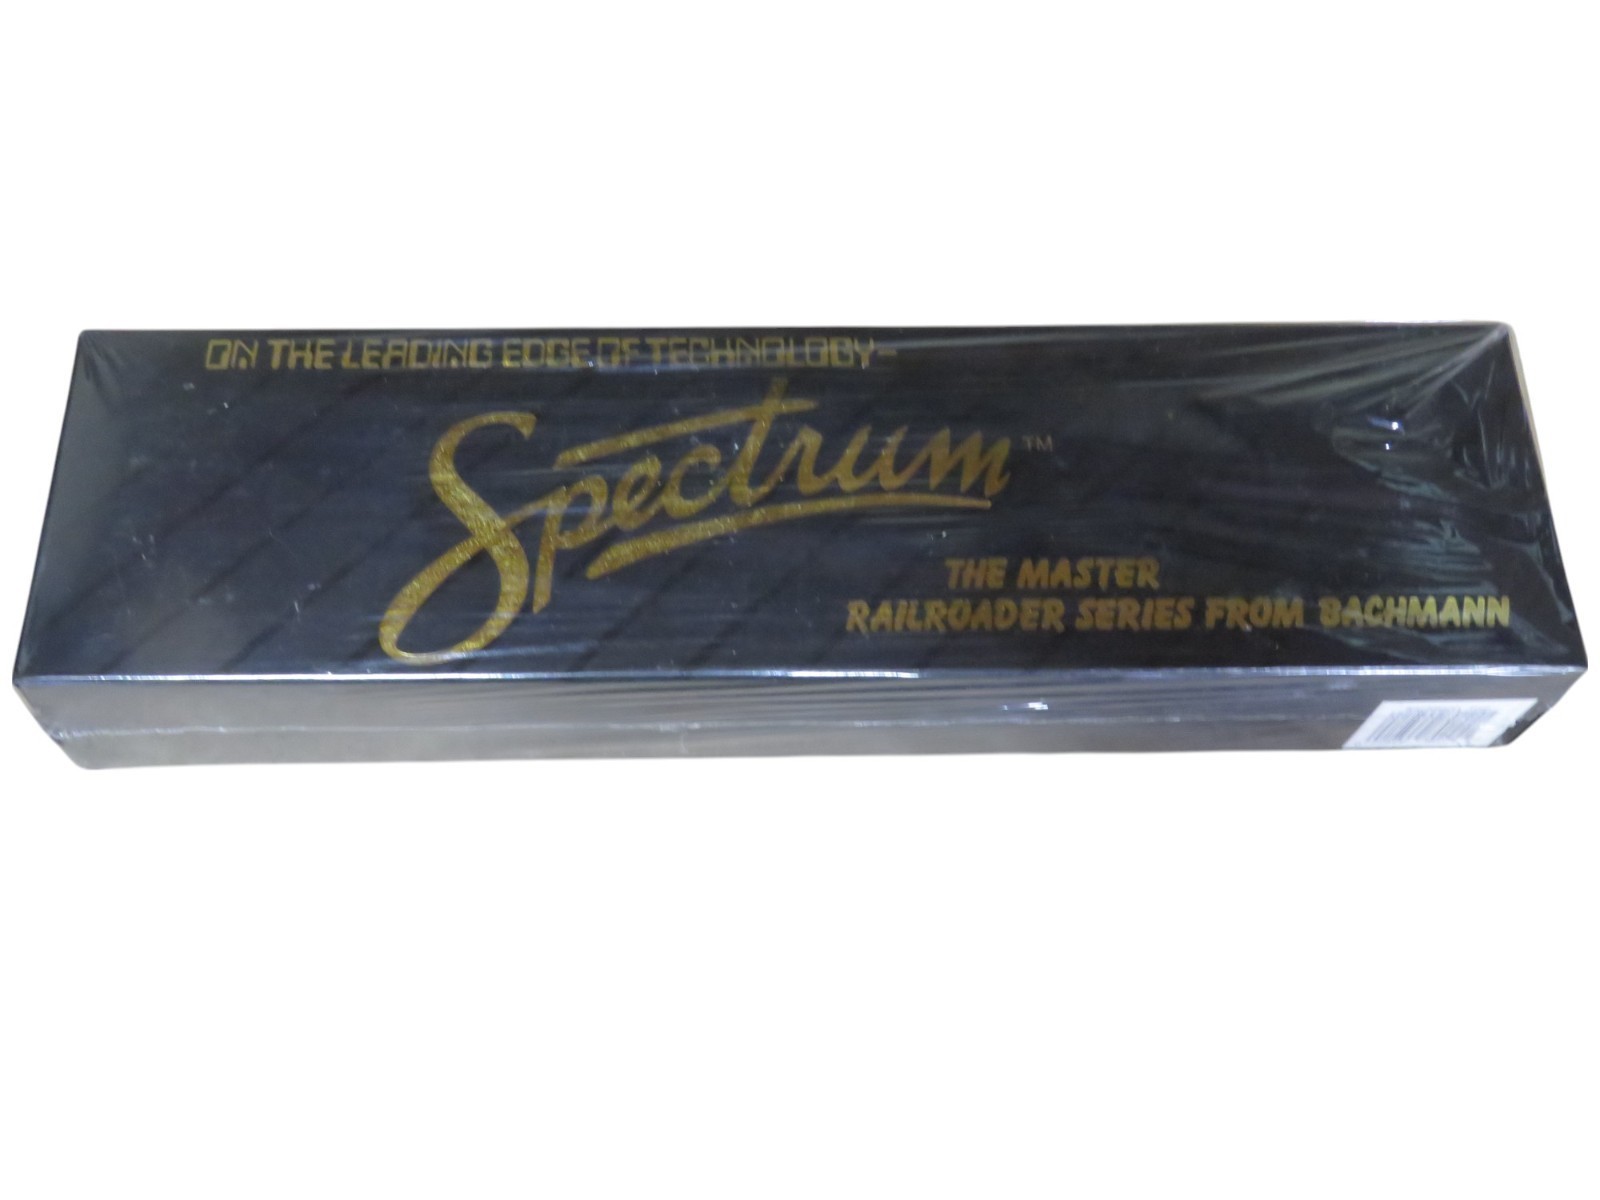 ON THE LEADING EDGE OF TECHNOLOGY-
Spectrum™
THE MASTER
RAILROADER SERIES FROM BACHMANN